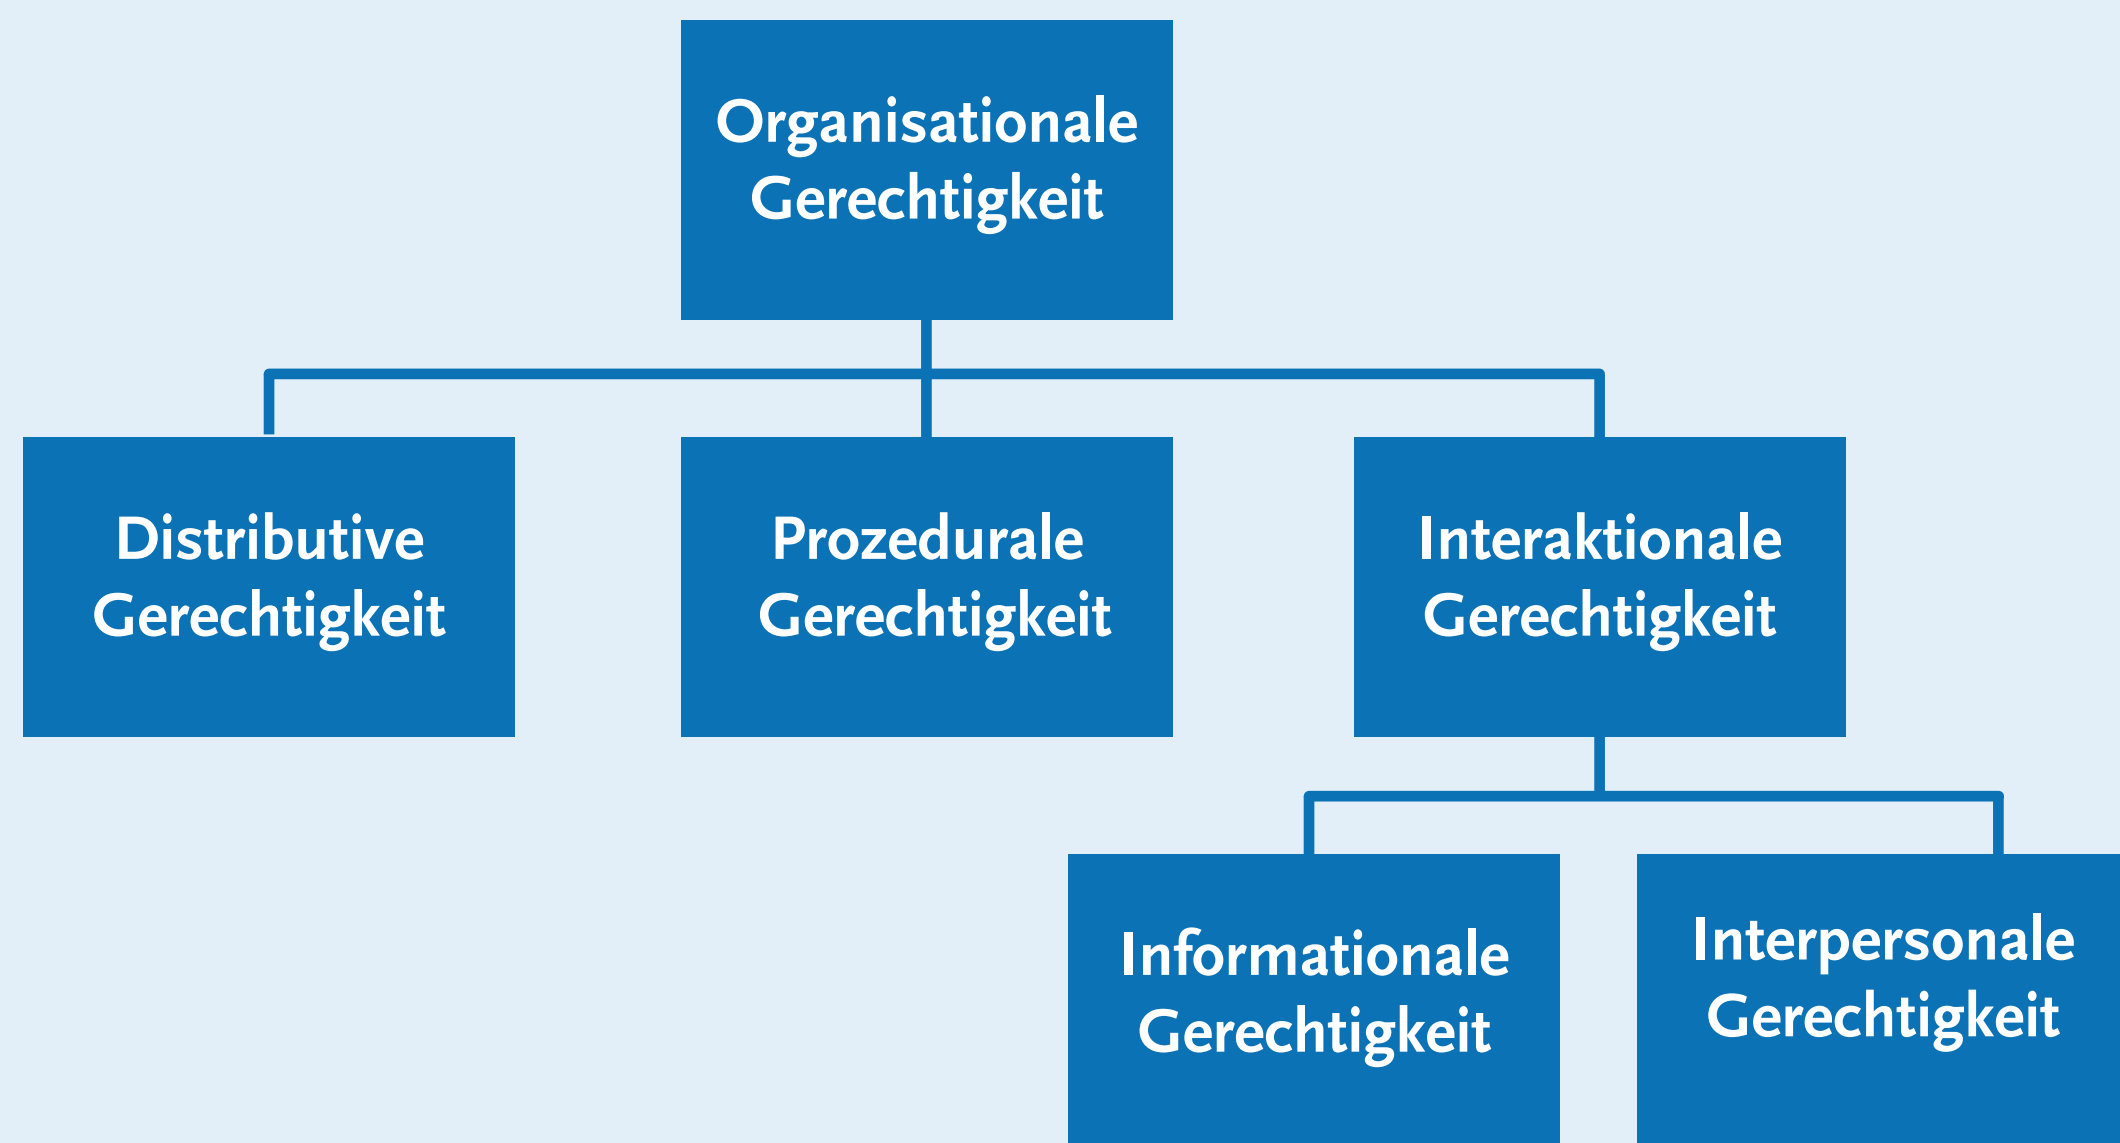 Organisationale
Gerechtigkeit
Distributive
Gerechtigkeit
Prozedurale
Gerechtigkeit
Interaktionale
Gerechtigkeit
Informationale
Gerechtigkeit
Interpersonale
Gerechtigkeit